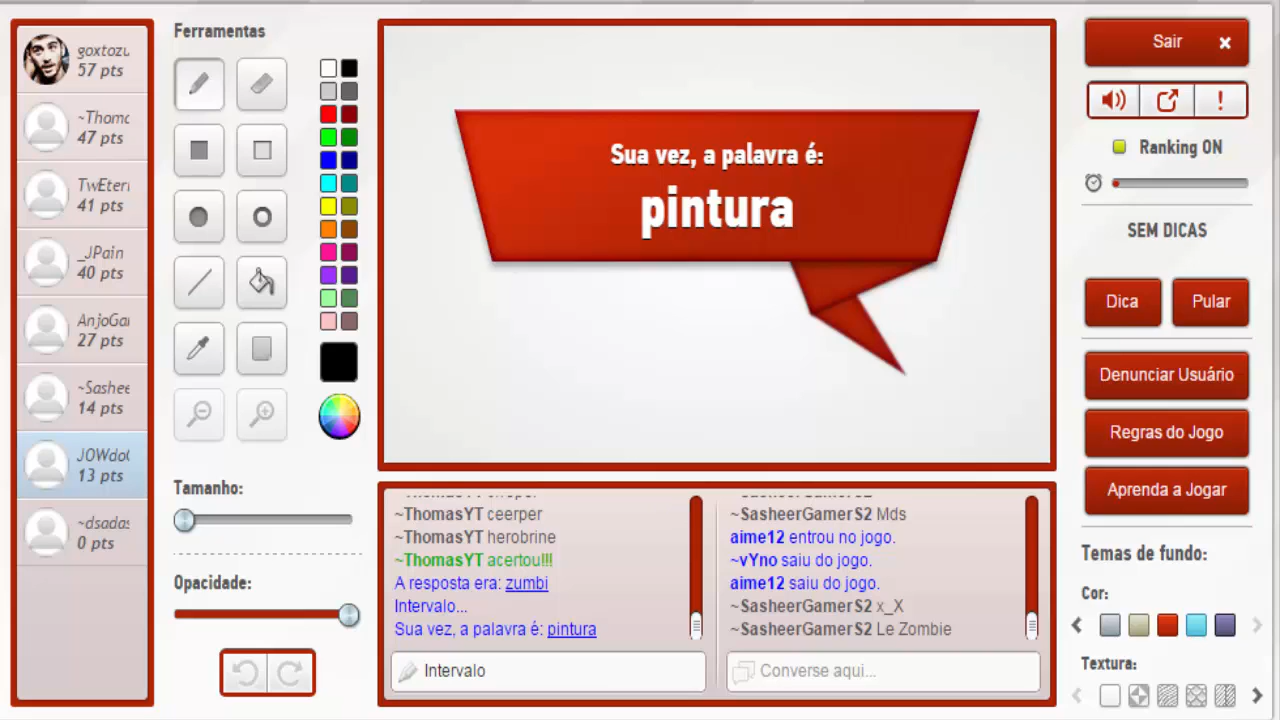 goxtozu
57 pts
~Thoma
47 pts
TwEtern
41 pts
_JPain
40 pts
AnjoGa
27 pts
~Sashee
14 pts
JOWdo
13 pts
~dsadas
0 pts
Ferramentas
Tamanho:
Opacidade:
Sua vez, a palavra é:
pintura
~ThomasYT ceerper
~ThomasYT herobrine
~ThomasYT acertou!!!
A resposta era: zumbi
Intervalo...
Sua vez, a palavra é: pintura
Intervalo
~SasheerGamerS2 Mds
aime12 entrou no jogo.
~vYno saiu do jogo.
aime12 saiu do jogo.
~SasheerGamerS2 x_X
~SasheerGamerS2 Le Zombie
Converse aqui...
Sair x
!
Ranking ON
SEM DICAS
Dica
Pular
Denunciar Usuário
Regras do Jogo
Aprenda a Jogar
Temas de fundo:
Cor:
Textura: